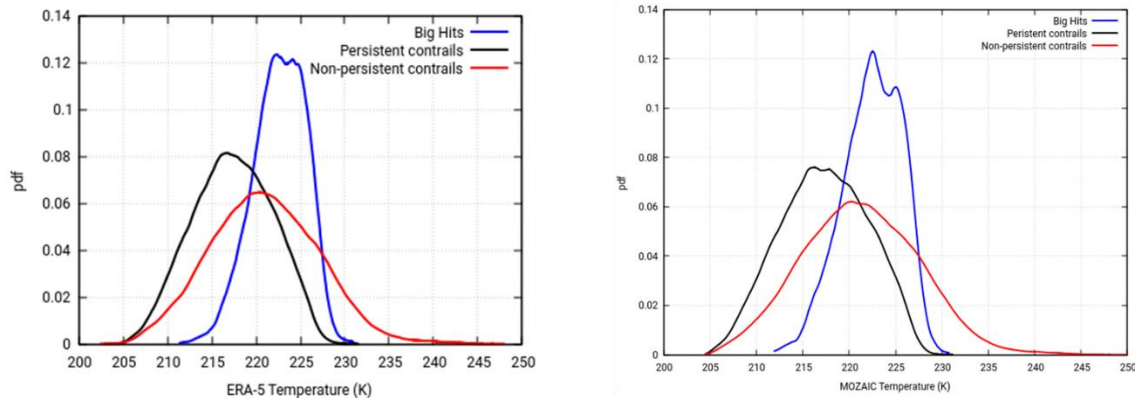 0.14
0.12
0.1
0.08
0.06
0.04
0.02
0
pdf
Big Hits
Persistent contrails
Non-persistent contrails
200 205 210 215 220 225 230 235 240 245 250
ERA-5 Temperature (K)
0.14
0.12
0.1
0.08
0.06
0.04
0.02
0
pdf
Big Hits
Peristent contrails
Non-persistent contrails
200 205 210 215 220 225 230 235 240 245 250
MOZAIC Temperature (K)